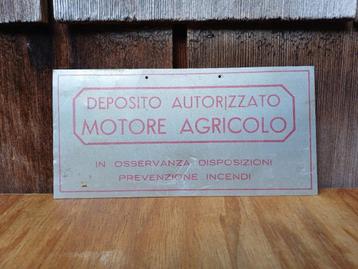 DEPOSITO AUTORIZZATO
MOTORE AGRICOLO
IN OSSERVANZA DISPOSIZIONI
PREVENZIONE INCENDI